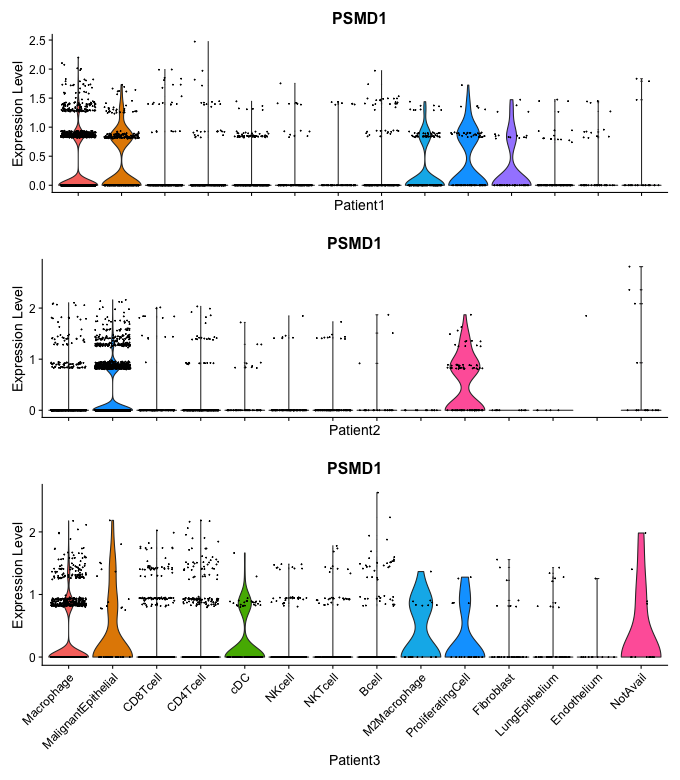 PSMD1
Expression Level
2.5
2.0
1.5
1.0
0.5
0.0
Patient1
PSMD1
Expression Level
2
1
0
Patient2
PSMD1
Expression Level
2
1
0
Macrophage
MalignantEpithelial
CD8Tcell
CD4Tcell
cDC
NKcell
NKTcell
Bcell
M2Macrophage
ProliferatingCell
Fibroblast
LungEpithelium
Endothelium
NotAvail
Patient3